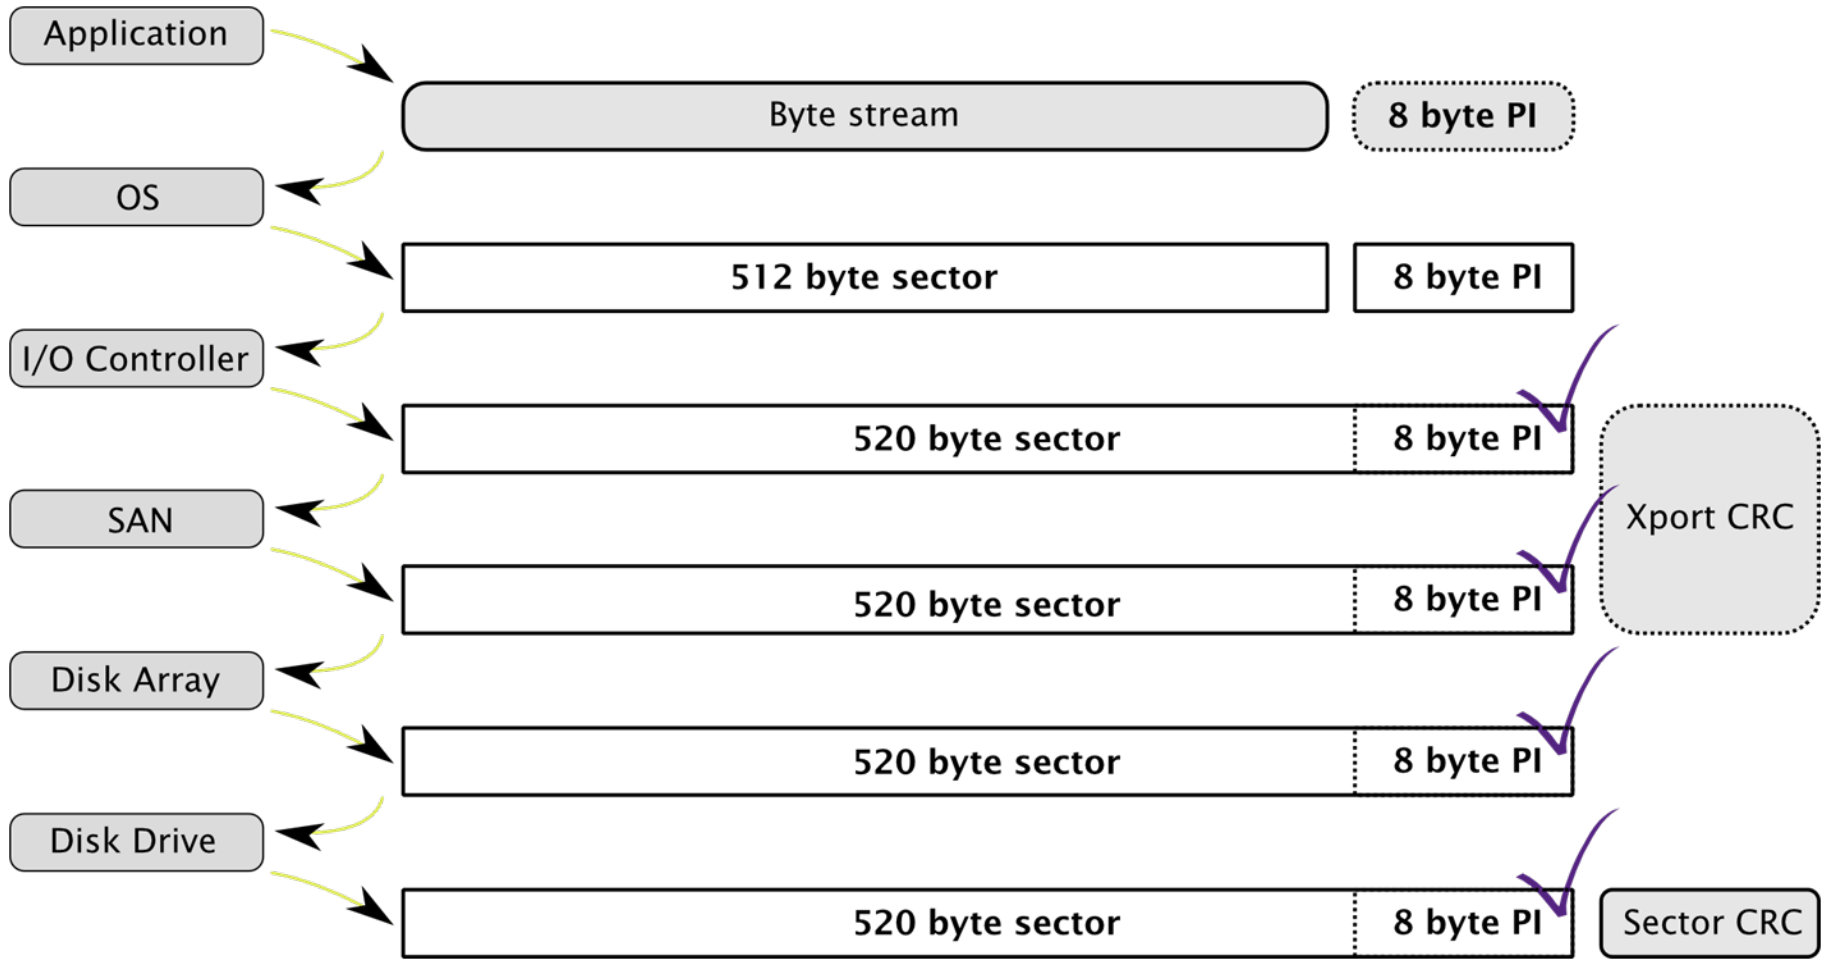 Application
Byte stream 8 byte PI
OS
512 byte sector 8 byte PI
I/O Controller
520 byte sector 8 byte PI
SAN
Xport CRC
520 byte sector 8 byte PI
Disk Array
520 byte sector 8 byte PI
Disk Drive
520 byte sector 8 byte PI Sector CRC